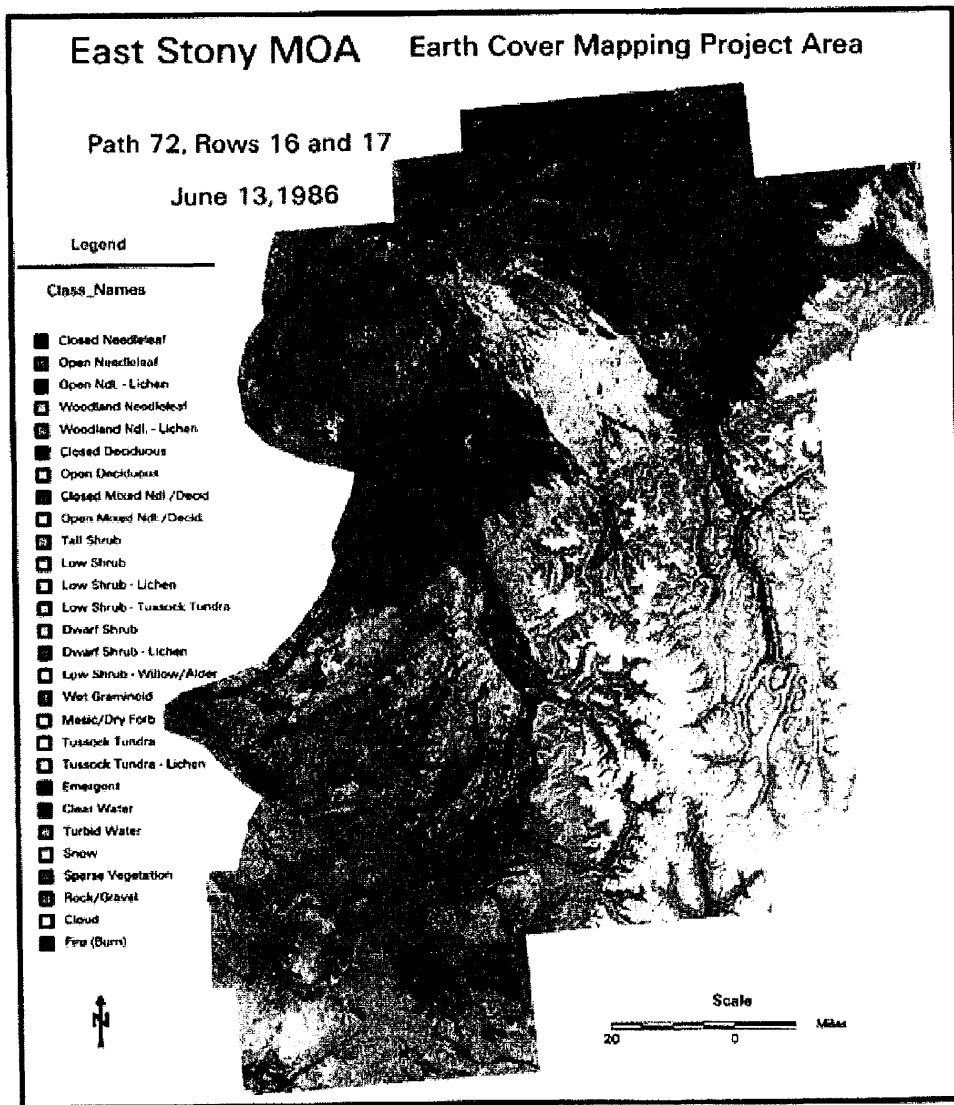 East Stony MOA Earth Cover Mapping Project Area
Path 72, Rows 16 and 17
June 13,1986
Legend
Class_Names
Closed Needleleaf
Open Needleleaf
Open Ndl. - Lichen
Woodland Needleleaf
Woodland Ndl. - Lichen
Closed Deciduous
Open Deciduous
Closed Mixed Ndl./Decid
Open Mixed Ndl./Decid.
Tall Shrub
Low Shrub
Low Shrub - Lichen
Low Shrub - Tussock Tundra
Dwarf Shrub
Dwarf Shrub - Lichen
Low Shrub - Willow/Alder
Wet Graminoid
Mesic/Dry Forb
Tussock Tundra
Tussock Tundra - Lichen
Emergent
Clear Water
Turbid Water
Snow
Sparse Vegetation
Rock/Gravel
Cloud
Fire (Burn)
N
Scale
Miles
20 0